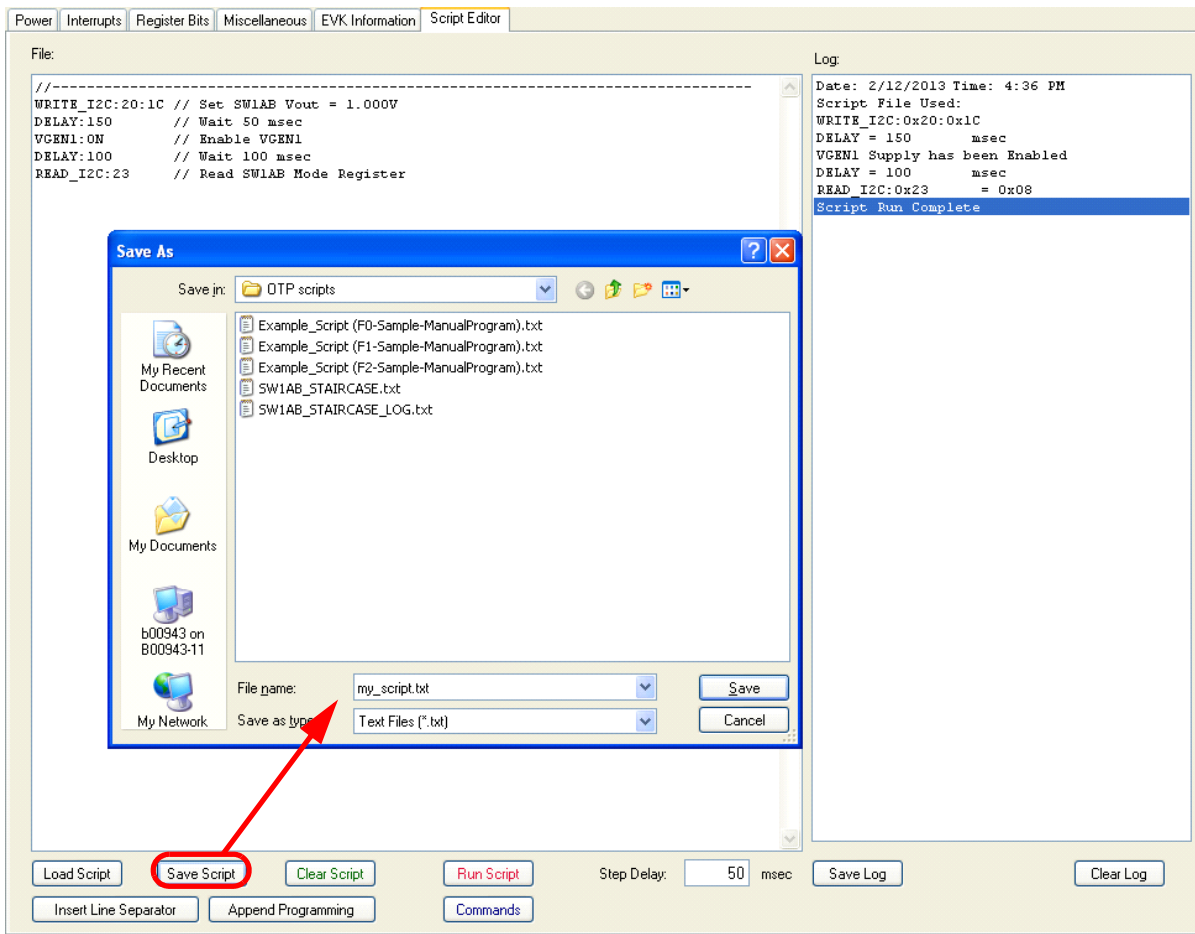 Power Interrupts Register Bits Miscellaneous EVK Information Script Editor
File:
//-----------------------------------------------------------------------------------
WRITE_I2C:20:1C // Set SW1AB Vout = 1.000V
DELAY:150 // Wait 50 msec
VGEN1:ON // Enable VGEN1
DELAY:100 // Wait 100 msec
READ_I2C:23 // Read SW1AB Mode Register
Log:
Date: 2/12/2013 Time: 4:36 PM
Script File Used:
WRITE_I2C:0x20:0x1C
DELAY = 150 msec
VGEN1 Supply has been Enabled
DELAY = 100 msec
READ_I2C:0x23 = 0x08
Script Run Complete
Save As
Save in: OTP scripts
My Recent Documents
Desktop
My Documents
b00943 on B00943-11
My Network
Example_Script (F0-Sample-ManualProgram).txt
Example_Script (F1-Sample-ManualProgram).txt
Example_Script (F2-Sample-ManualProgram).txt
SW1AB_STAIRCASE.txt
SW1AB_STAIRCASE_LOG.txt
File name: my_script.txt Save
Save as type: Text Files (*.txt) Cancel
Load Script Save Script Clear Script Run Script Step Delay: 50 msec Save Log Clear Log
Insert Line Separator Append Programming Commands